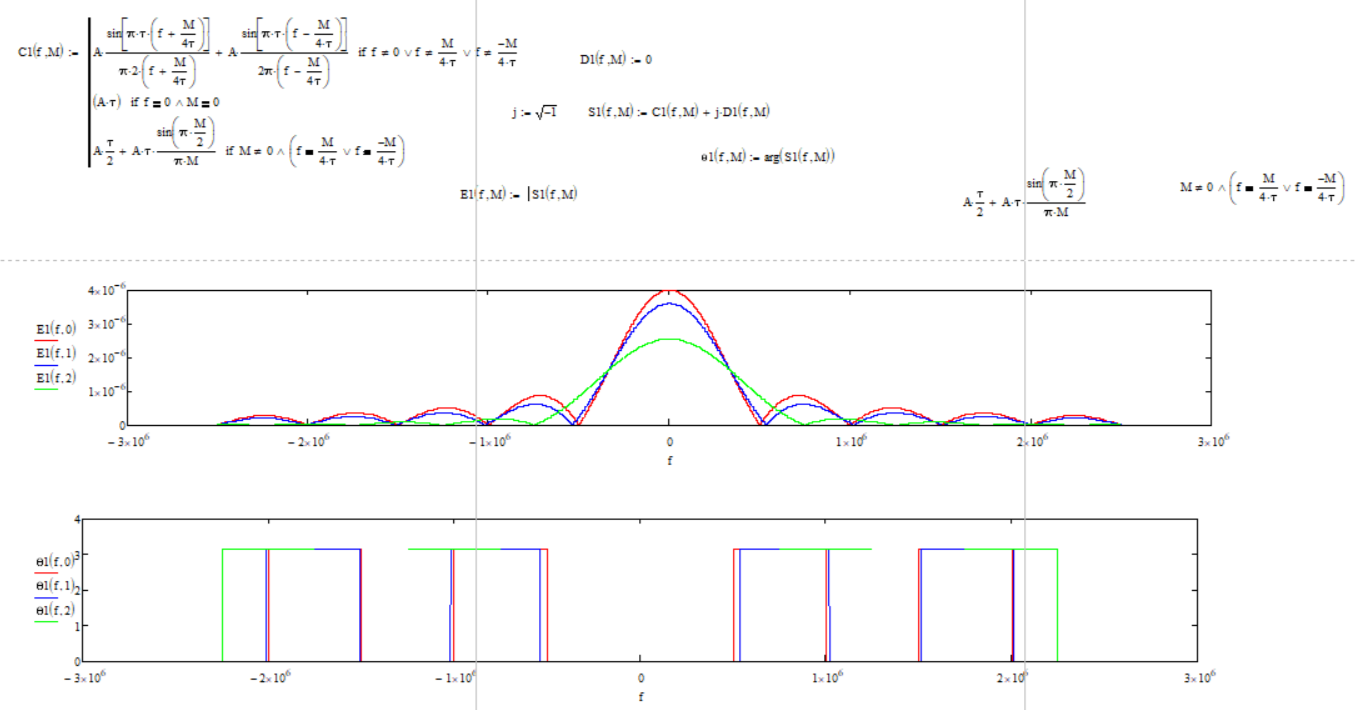 C1(f,M) := A·sin[π·τ·(f + M/4τ)]/π·2·(f + M/4τ) + A·sin[π·τ·(f − M/4·τ)]/2π·(f − M/4τ) if f ≠ 0 ∨ f ≠ M/4·τ ∨ f ≠ −M/4·τ
(A·τ) if f = 0 ∧ M = 0
A·τ/2 + A·τ·sin(π·M/2)/π·M if M ≠ 0 ∧ (f = M/4·τ ∨ f = −M/4·τ)
D1(f,M) := 0
j := √−1 S1(f,M) := C1(f,M) + j·D1(f,M)
θ1(f,M) := arg(S1(f,M))
E1(f,M) := |S1(f,M)
A·τ/2 + A·τ·sin(π·M/2)/π·M
M ≠ 0 ∧ (f = M/4·τ ∨ f = −M/4·τ)
4×10⁻⁶
3×10⁻⁶
2×10⁻⁶
1×10⁻⁶
0
E1(f,0)
E1(f,1)
E1(f,2)
−3×10⁶ −2×10⁶ −1×10⁶ 0 1×10⁶ 2×10⁶ 3×10⁶
f
4
3
2
1
0
θ1(f,0)
θ1(f,1)
θ1(f,2)
−3×10⁶ −2×10⁶ −1×10⁶ 0 1×10⁶ 2×10⁶ 3×10⁶
f